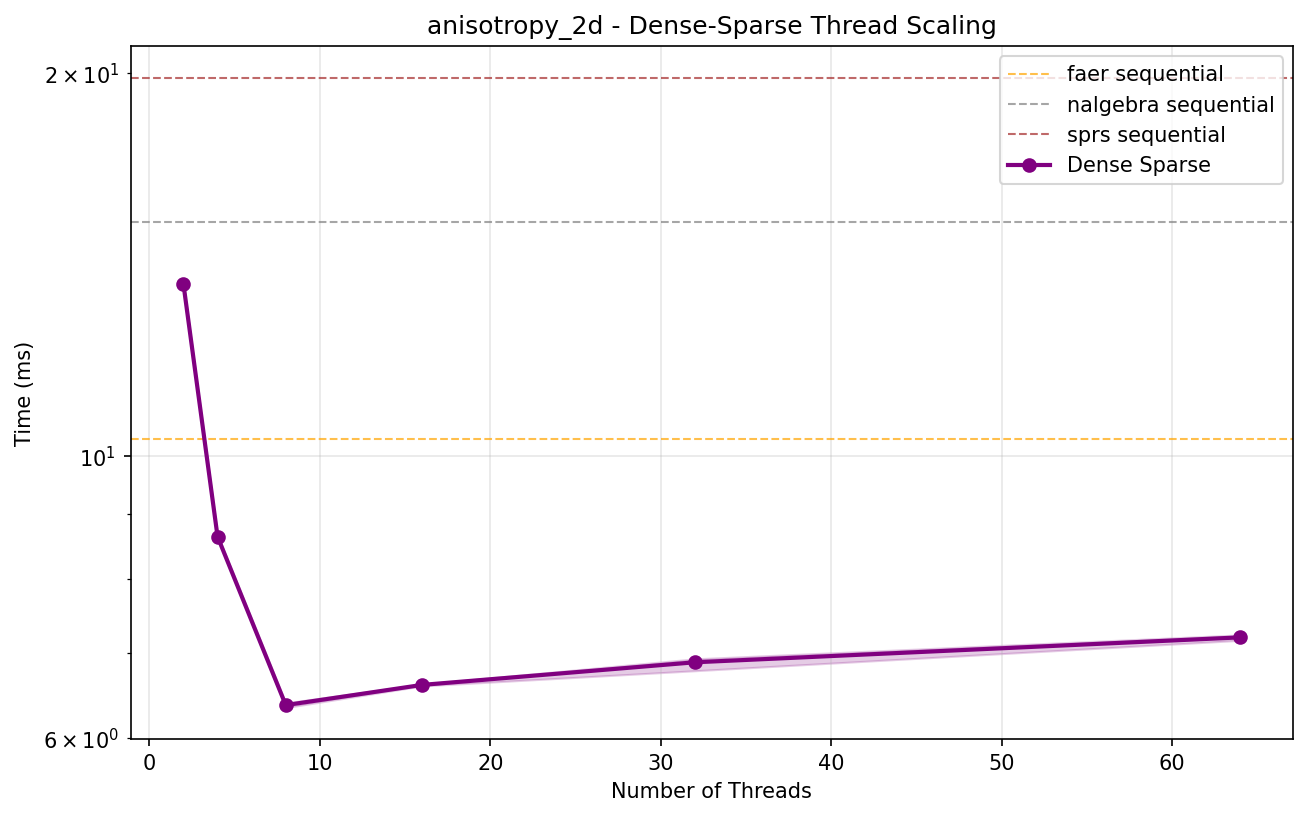 anisotropy_2d - Dense-Sparse Thread Scaling
2 × 10¹
10¹
6 × 10⁰
Time (ms)
faer sequential
nalgebra sequential
sprs sequential
Dense Sparse
0 10 20 30 40 50 60
Number of Threads